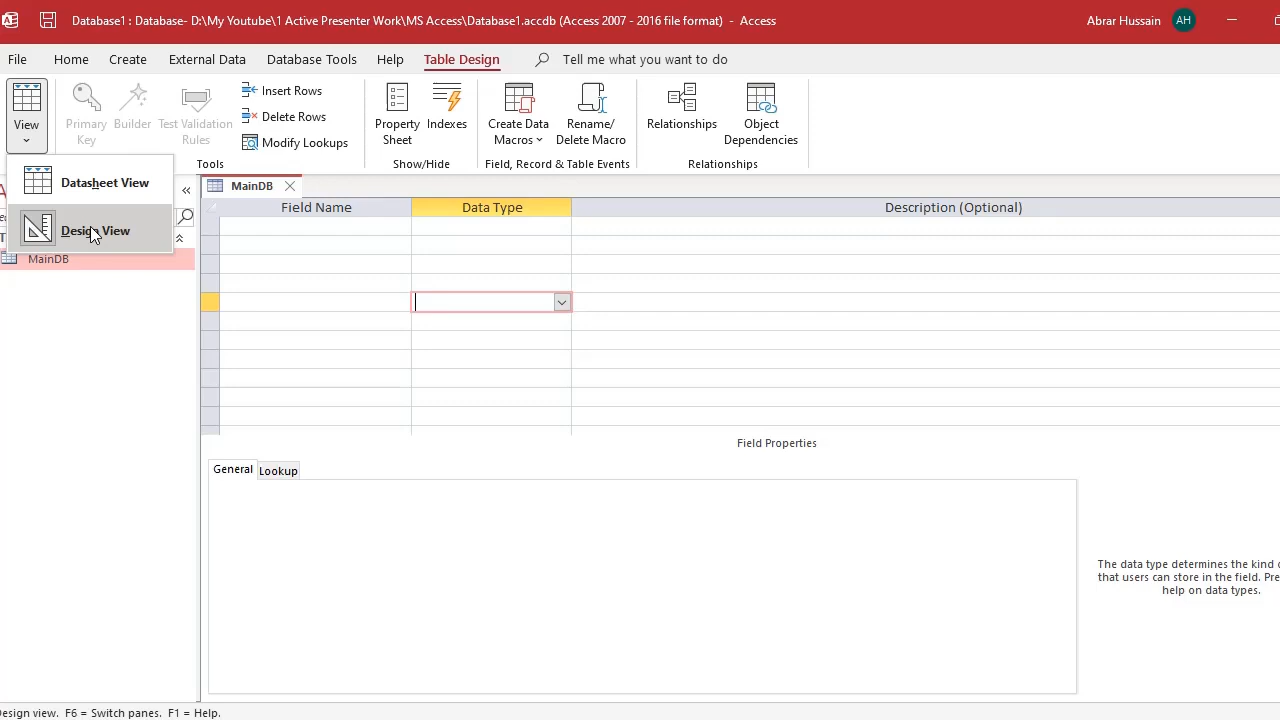 Database1 : Database- D:\My Youtube\1 Active Presenter Work\MS Access\Database1.accdb (Access 2007 - 2016 file format) - Access
Abrar Hussain AH
File Home Create External Data Database Tools Help Table Design Tell me what you want to do
View
Primary Key
Builder
Test Validation Rules
Insert Rows
Delete Rows
Modify Lookups
Property Sheet
Indexes
Create Data Macros
Rename/ Delete Macro
Relationships
Object Dependencies
Tools
Show/Hide
Field, Record & Table Events
Relationships
Datasheet View
Design View
MainDB
MainDB
Field Name Data Type Description (Optional)
Field Properties
General Lookup
The data type determines the kind
that users can store in the field. Pre
help on data types.
Design view. F6 = Switch panes. F1 = Help.